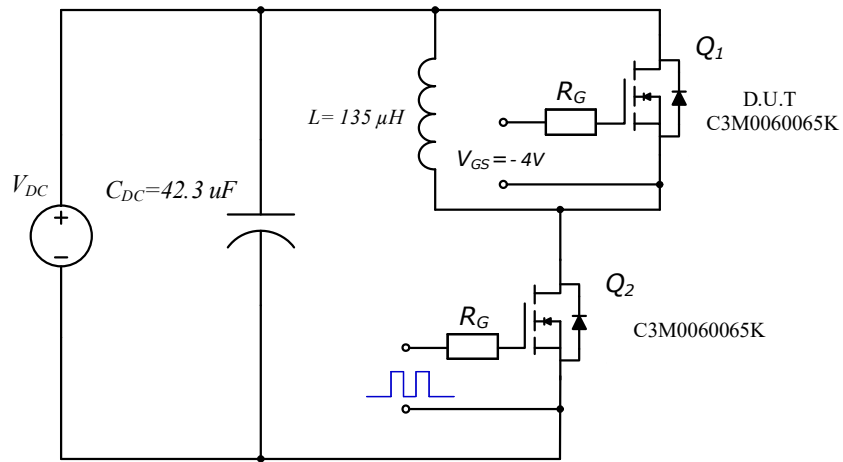 Q1
D.U.T
C3M0060065K
RG
L= 135 µH
VGS = - 4V
VDC
CDC=42.3 uF
Q2
C3M0060065K
RG